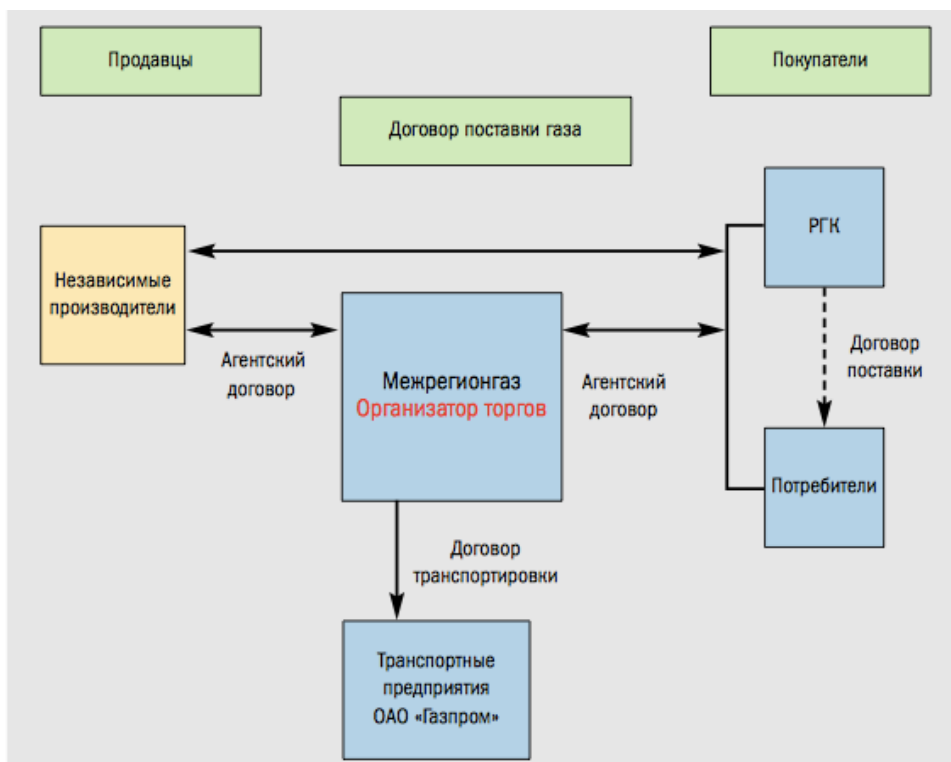 Продавцы
Покупатели
Договор поставки газа
РГК
Независимые
производители
Агентский
договор
Межрегионгаз
Организатор торгов
Агентский
договор
Договор
поставки
Потребители
Договор
транспортировки
Транспортные
предприятия
ОАО «Газпром»